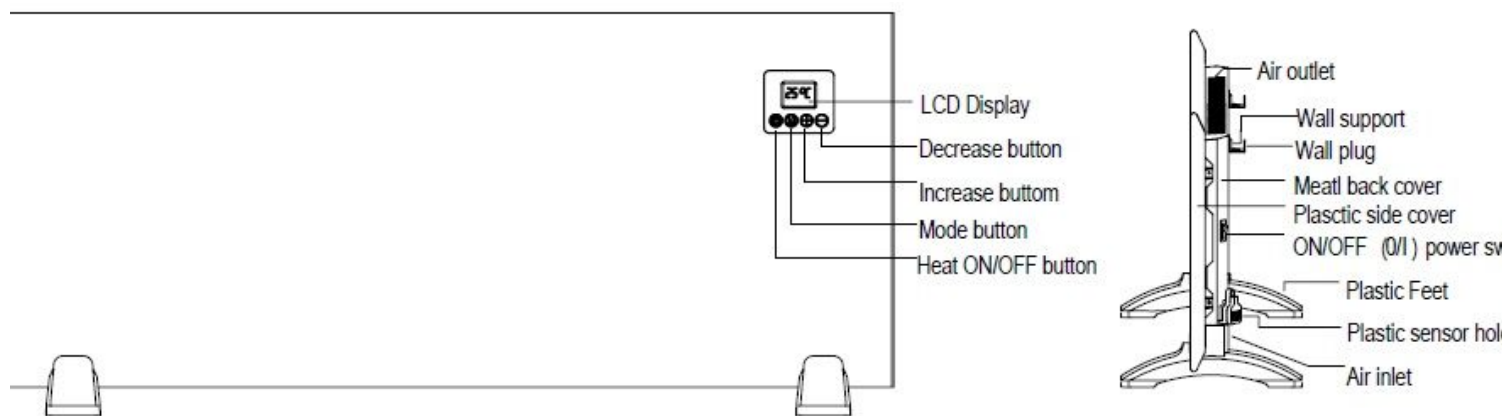 25℃
LCD Display
Decrease button
Increase buttom
Mode button
Heat ON/OFF button
Air outlet
Wall support
Wall plug
Meatl back cover
Plasctic side cover
ON/OFF (0/I) power sw
Plastic Feet
Plastic sensor hol
Air inlet